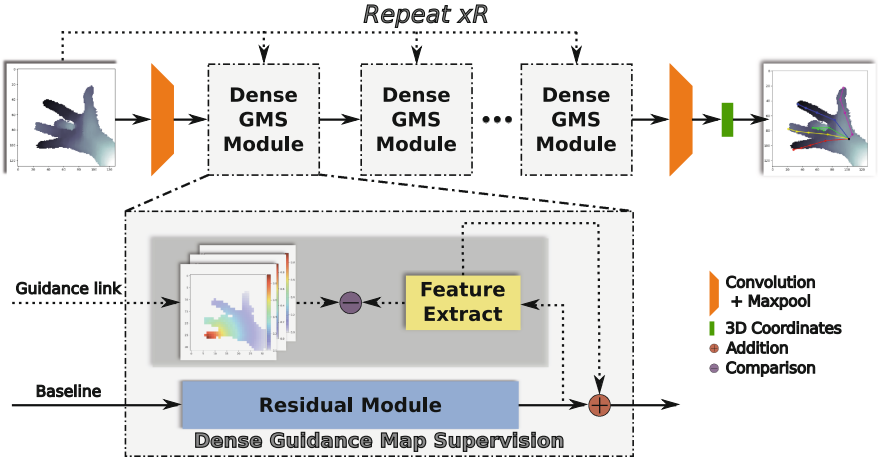 Repeat xR
Dense
GMS
Module
Dense
GMS
Module
Dense
GMS
Module
Guidance link
Feature
Extract
Baseline
Residual Module
Dense Guidance Map Supervision
Convolution
+ Maxpool
3D Coordinates
Addition
Comparison